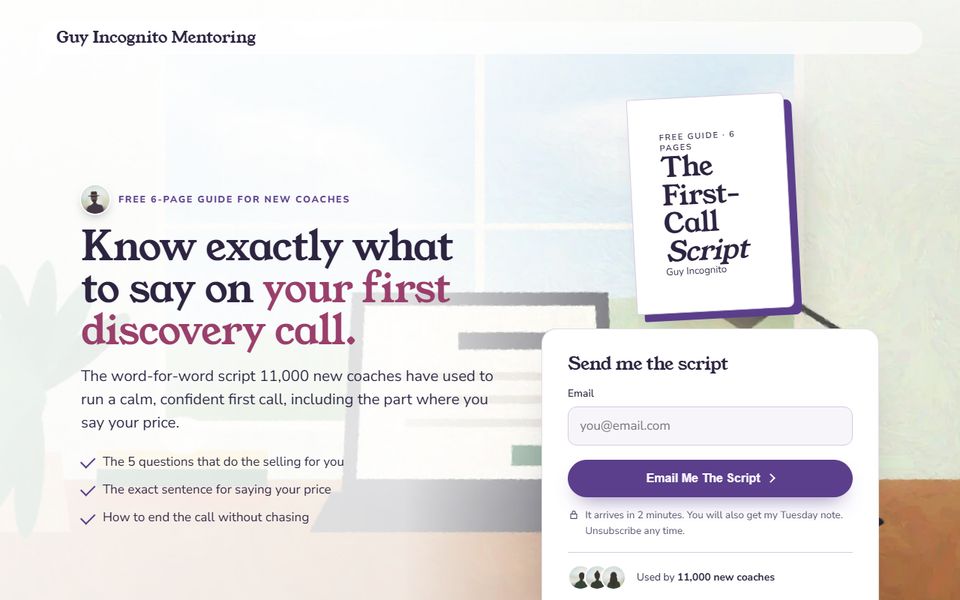 Guy Incognito Mentoring
FREE 6-PAGE GUIDE FOR NEW COACHES
Know exactly what
to say on your first
discovery call.
The word-for-word script 11,000 new coaches have used to
run a calm, confident first call, including the part where you
say your price.
The 5 questions that do the selling for you
The exact sentence for saying your price
How to end the call without chasing
FREE GUIDE · 6
PAGES
The
First-
Call
Script
Guy Incognito
Send me the script
Email
you@email.com
Email Me The Script
It arrives in 2 minutes. You will also get my Tuesday note.
Unsubscribe any time.
Used by 11,000 new coaches